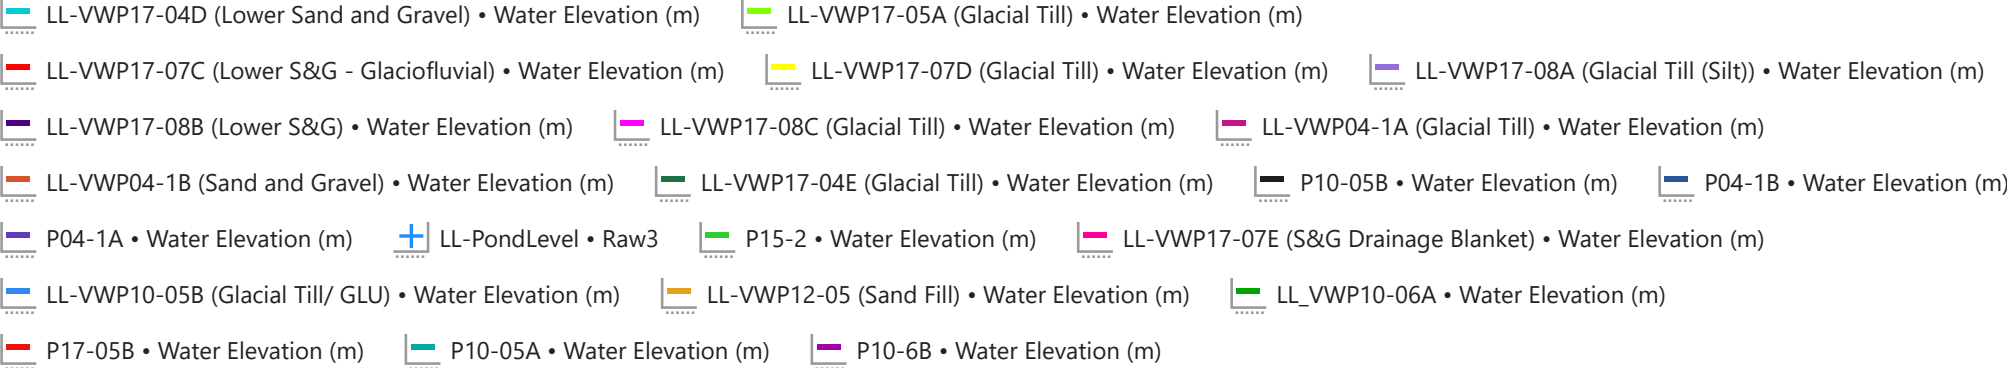 LL-VWP17-04D (Lower Sand and Gravel) • Water Elevation (m) LL-VWP17-05A (Glacial Till) • Water Elevation (m)
LL-VWP17-07C (Lower S&G - Glaciofluvial) • Water Elevation (m) LL-VWP17-07D (Glacial Till) • Water Elevation (m) LL-VWP17-08A (Glacial Till (Silt)) • Water Elevation (m)
LL-VWP17-08B (Lower S&G) • Water Elevation (m) LL-VWP17-08C (Glacial Till) • Water Elevation (m) LL-VWP04-1A (Glacial Till) • Water Elevation (m)
LL-VWP04-1B (Sand and Gravel) • Water Elevation (m) LL-VWP17-04E (Glacial Till) • Water Elevation (m) P10-05B • Water Elevation (m) P04-1B • Water Elevation (m)
P04-1A • Water Elevation (m) LL-PondLevel • Raw3 P15-2 • Water Elevation (m) LL-VWP17-07E (S&G Drainage Blanket) • Water Elevation (m)
LL-VWP10-05B (Glacial Till/ GLU) • Water Elevation (m) LL-VWP12-05 (Sand Fill) • Water Elevation (m) LL_VWP10-06A • Water Elevation (m)
P17-05B • Water Elevation (m) P10-05A • Water Elevation (m) P10-6B • Water Elevation (m)